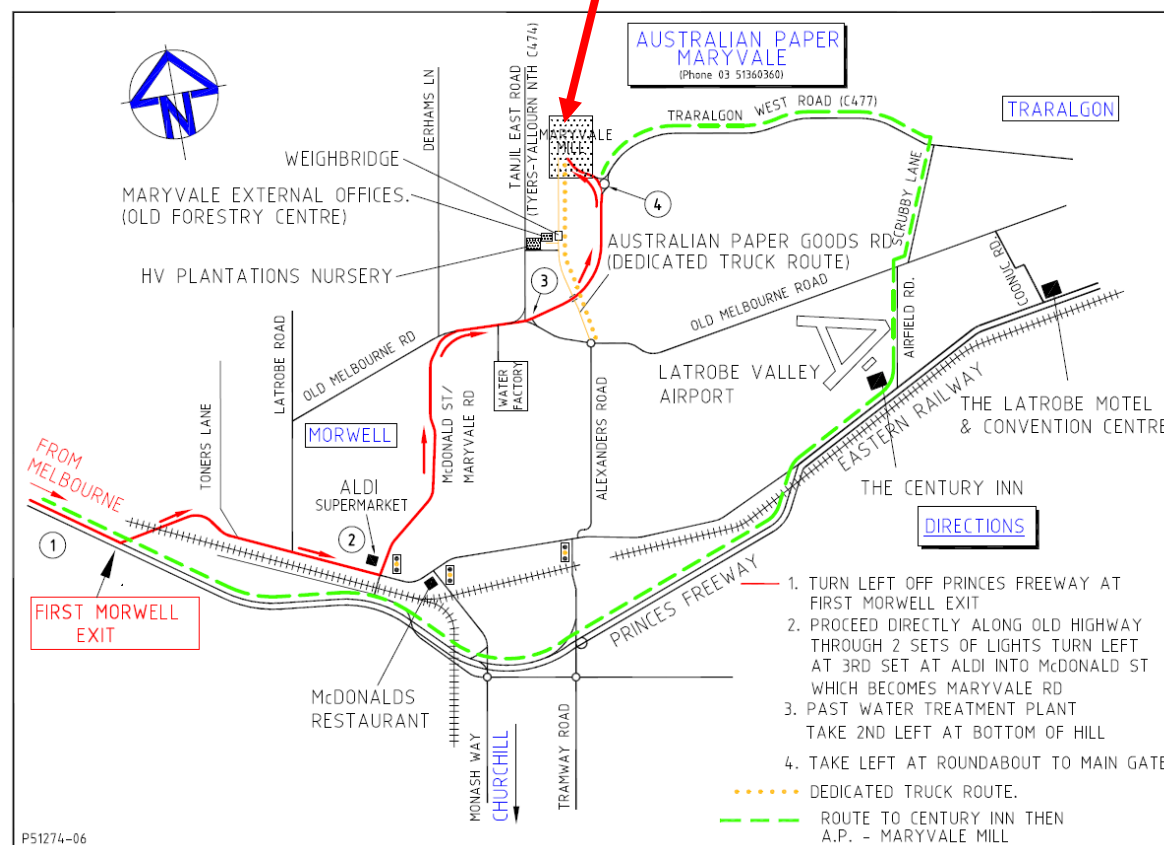 AUSTRALIAN PAPER
MARYVALE
(Phone 03 51360360)
TRARALGON
N
DERHAMS LN
TANJIL EAST ROAD
(TYERS-YALLOURN NTH C474)
MARYVALE
MILL
TRARALGON WEST ROAD (C477)
WEIGHBRIDGE
MARYVALE EXTERNAL OFFICES.
(OLD FORESTRY CENTRE)
HV PLANTATIONS NURSERY
4
3
AUSTRALIAN PAPER GOODS RD
(DEDICATED TRUCK ROUTE)
SCRUBBY LANE
COONUC RD
OLD MELBOURNE ROAD
AIRFIELD RD.
LATROBE ROAD
OLD MELBOURNE RD
WATER
FACTORY
LATROBE VALLEY
AIRPORT
TONERS LANE
MORWELL
McDONALD ST/
MARYVALE RD
ALEXANDERS ROAD
EASTERN RAILWAY
THE LATROBE MOTEL
& CONVENTION CENTRE
THE CENTURY INN
FROM
MELBOURNE
ALDI
SUPERMARKET
1
2
FIRST MORWELL
EXIT
PRINCES FREEWAY
McDONALDS
RESTAURANT
MONASH WAY
CHURCHILL
TRAMWAY ROAD
DIRECTIONS
1. TURN LEFT OFF PRINCES FREEWAY AT
FIRST MORWELL EXIT
2. PROCEED DIRECTLY ALONG OLD HIGHWAY
THROUGH 2 SETS OF LIGHTS TURN LEFT
AT 3RD SET AT ALDI INTO McDONALD ST
WHICH BECOMES MARYVALE RD
3. PAST WATER TREATMENT PLANT
TAKE 2ND LEFT AT BOTTOM OF HILL
4. TAKE LEFT AT ROUNDABOUT TO MAIN GATE
DEDICATED TRUCK ROUTE.
ROUTE TO CENTURY INN THEN
A.P. - MARYVALE MILL
P51274-06